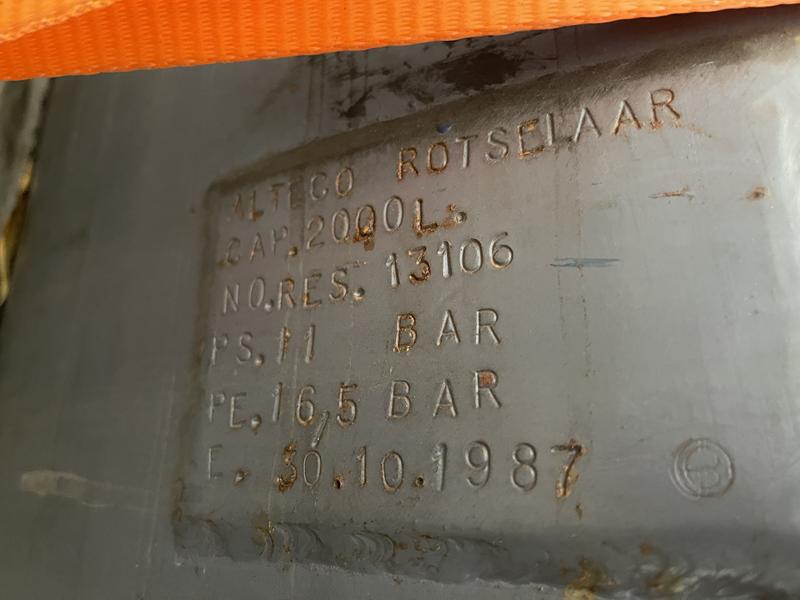 ALTECO ROTSELAAR
CAP. 2000L.
NO.RES. 13106
PS. 11 BAR
PE. 16,5 BAR
E. 30.10.1987